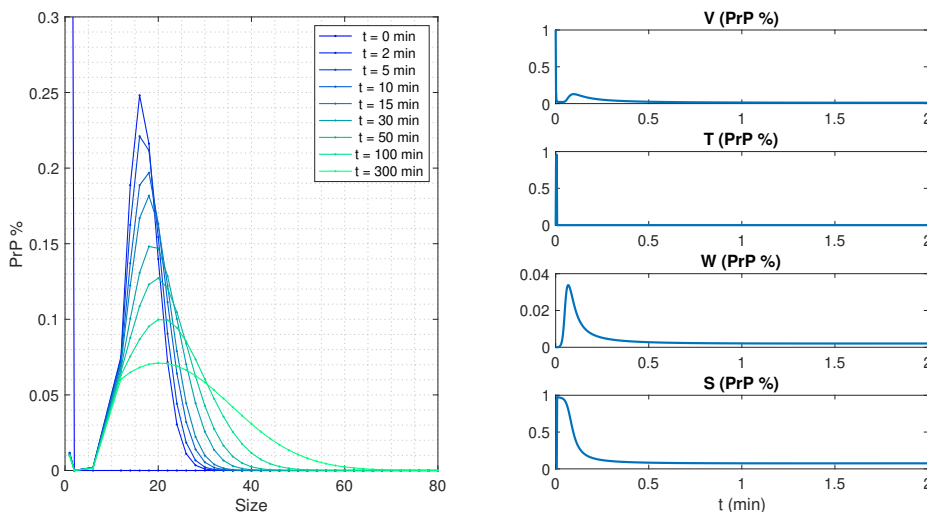 0.3
0.25
0.2
0.15
0.1
0.05
0
PrP %
0 20 40 60 80
Size
t = 0 min
t = 2 min
t = 5 min
t = 10 min
t = 15 min
t = 30 min
t = 50 min
t = 100 min
t = 300 min
V (PrP %)
1
0.5
0
0 0.5 1 1.5 2
T (PrP %)
1
0.5
0
0 0.5 1 1.5 2
W (PrP %)
0.04
0.02
0
0 0.5 1 1.5 2
S (PrP %)
1
0.5
0
0 0.5 1 1.5 2
t (min)